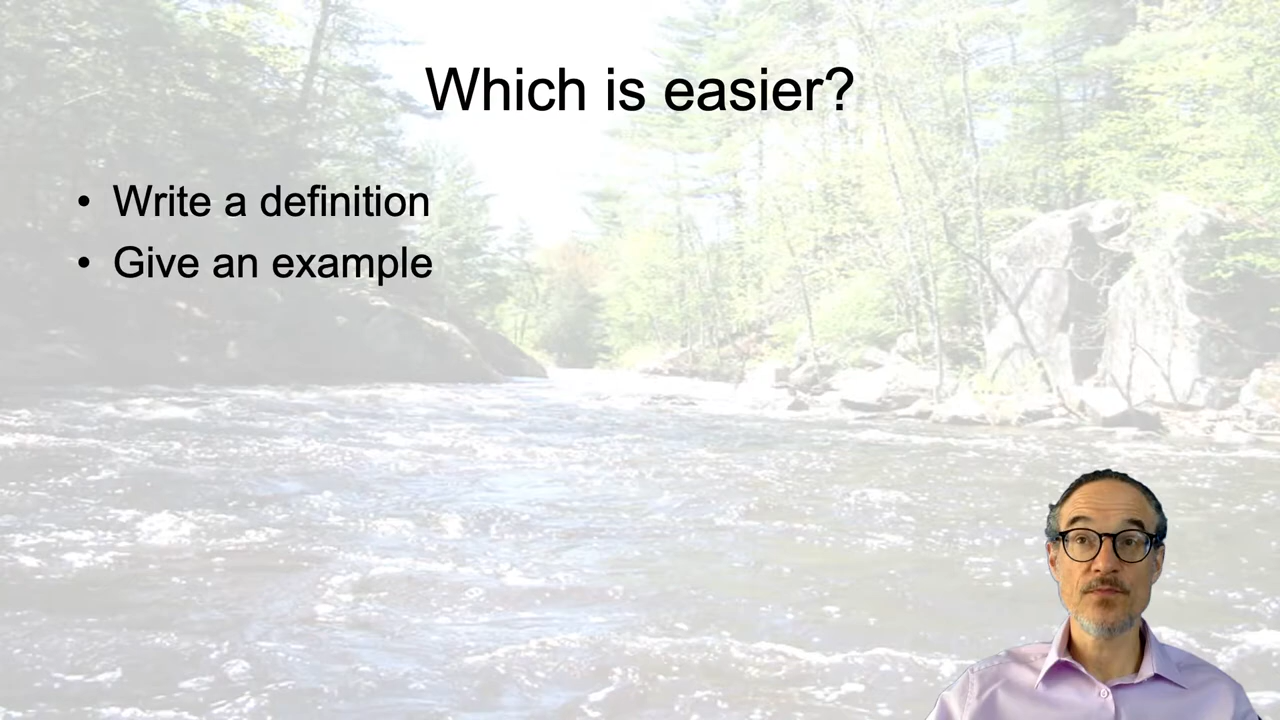 Which is easier?
• Write a definition
• Give an example